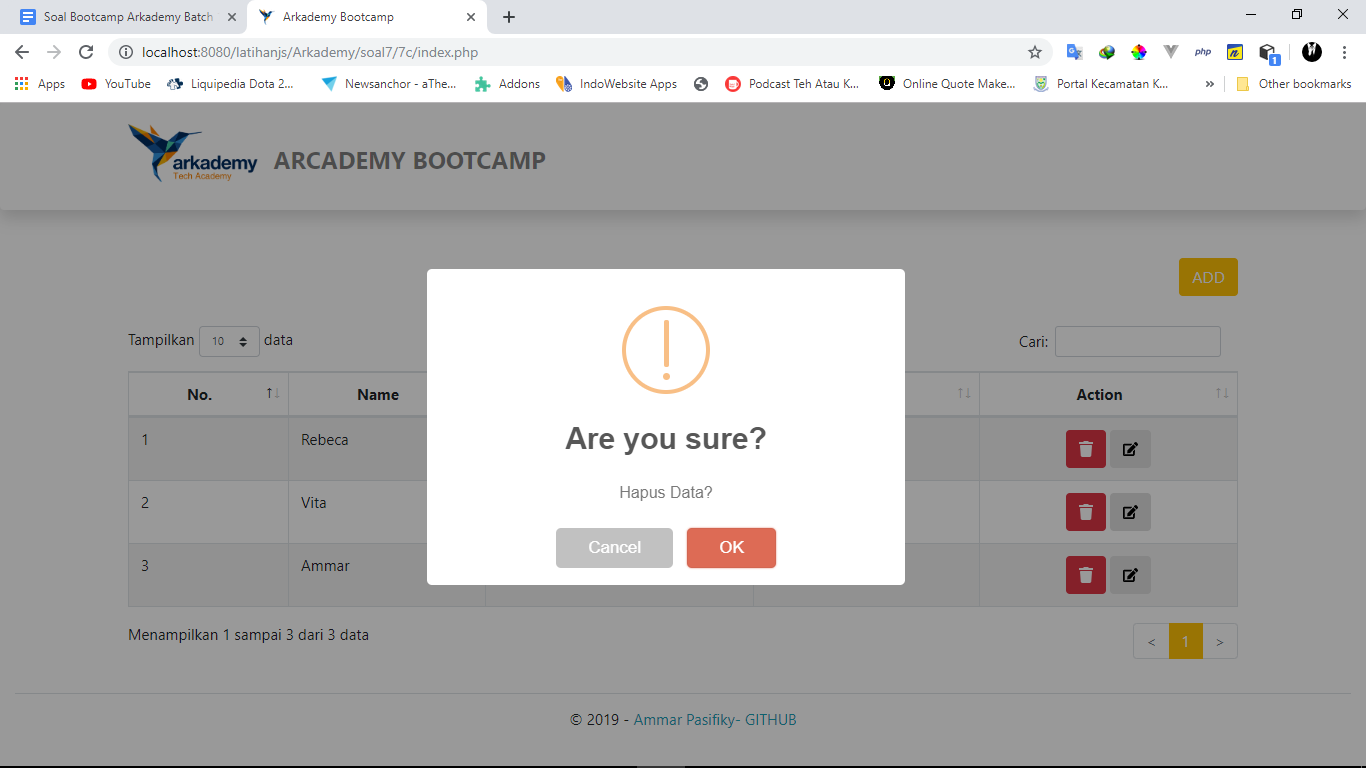 Soal Bootcamp Arkademy Batch
Arkademy Bootcamp
localhost:8080/latihanjs/Arkademy/soal7/7c/index.php
php
1
Apps
YouTube
Liquipedia Dota 2...
Newsanchor - aThe...
Addons
IndoWebsite Apps
Podcast Teh Atau K...
Online Quote Make...
Portal Kecamatan K...
»
Other bookmarks
arkademy
Tech Academy
ARCADEMY BOOTCAMP
ADD
Tampilkan 10 data
Cari:
No. Name Action
1 Rebeca
2 Vita
3 Ammar
Are you sure?
Hapus Data?
Cancel OK
Menampilkan 1 sampai 3 dari 3 data
< 1 >
© 2019 - Ammar Pasifiky- GITHUB